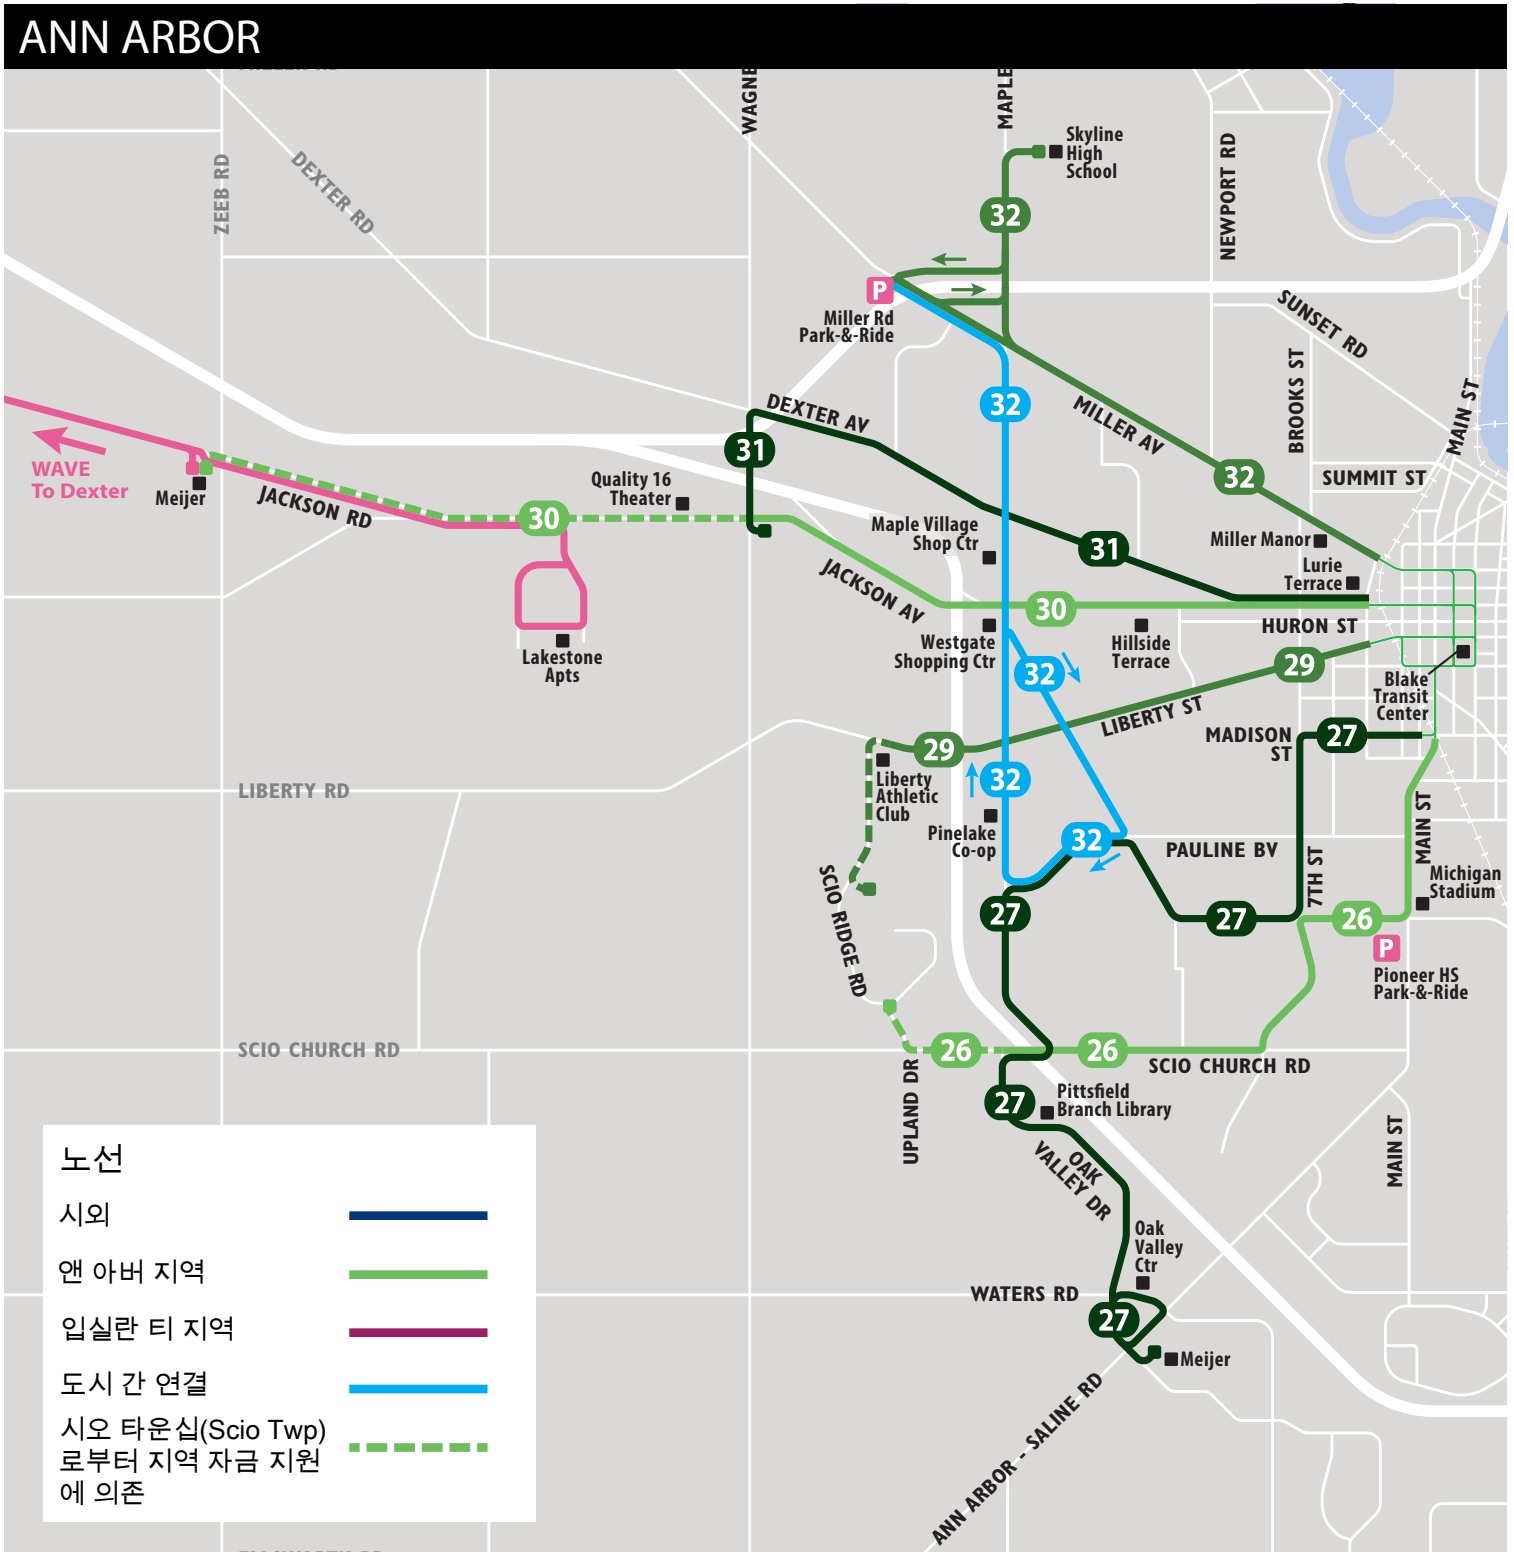 ANN ARBOR
WAGNE
MAPLE
ZEEB RD
DEXTER RD
NEWPORT RD
Skyline
High
School
32
P
Miller Rd
Park-&-Ride
SUNSET RD
BROOKS ST
MAIN ST
32
DEXTER AV
MILLER AV
31
32
SUMMIT ST
WAVE
To Dexter
Meijer
JACKSON RD
30
Quality 16
Theater
Maple Village
Shop Ctr
31
Miller Manor
Lurie
Terrace
JACKSON AV
30
HURON ST
Westgate
Shopping Ctr
Hillside
Terrace
Lakestone
Apts
32
29
Blake
Transit
Center
LIBERTY ST
MADISON
ST
27
29
Liberty
Athletic
Club
32
LIBERTY RD
Pinelake
Co-op
32
PAULINE BV
7TH ST
MAIN ST
Michigan
Stadium
SCIO RIDGE RD
27
27
26
P
Pioneer HS
Park-&-Ride
SCIO CHURCH RD
26
26
SCIO CHURCH RD
UPLAND DR
27
Pittsfield
Branch Library
OAK
VALLEY DR
MAIN ST
Oak
Valley
Ctr
WATERS RD
27
Meijer
ANN ARBOR - SALINE RD
노선
시외
앤 아버 지역
입실란 티 지역
도시 간 연결
시오 타운십(Scio Twp)
로부터 지역 자금 지원
에 의존